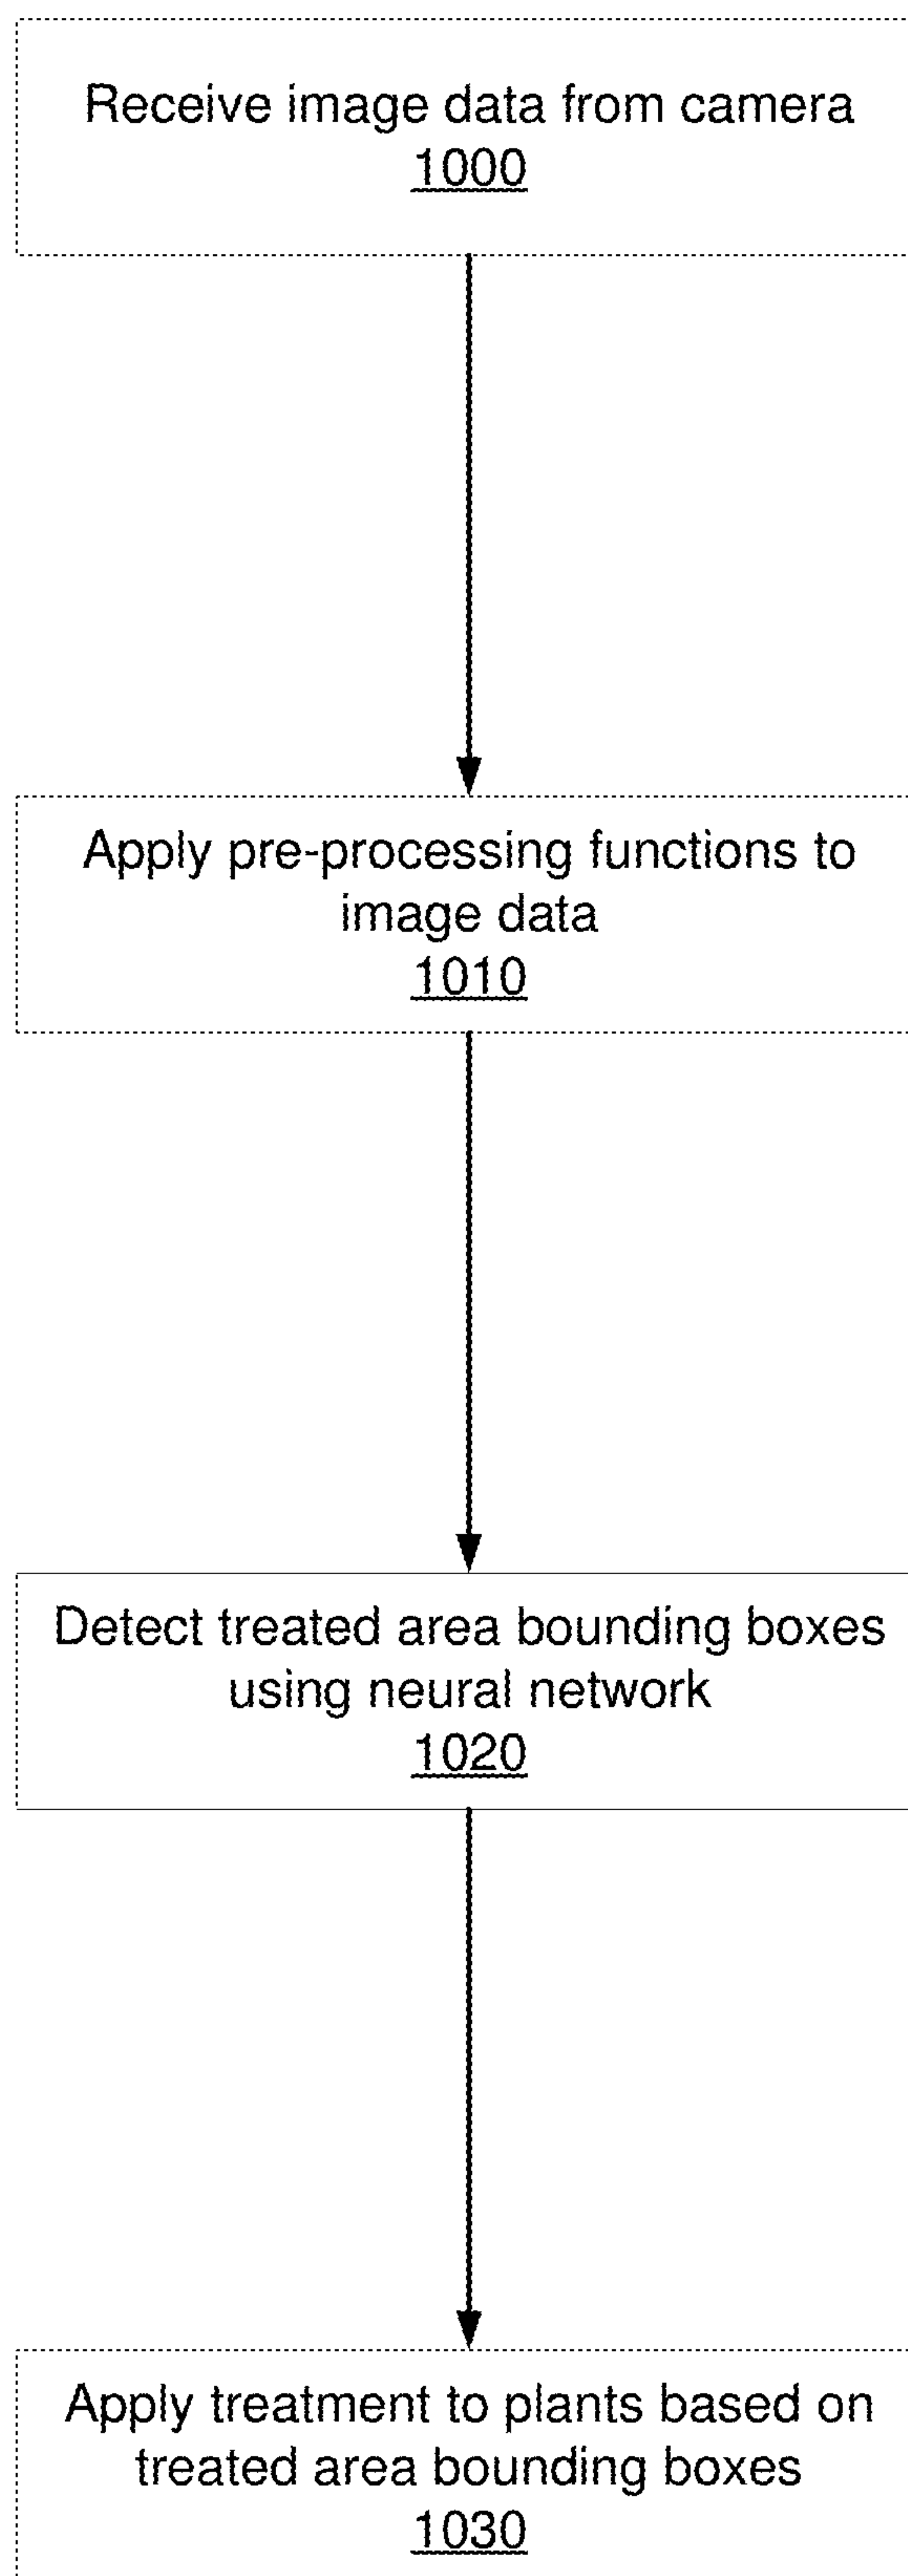 Receive image data from camera
1000
Apply pre-processing functions to
image data
1010
Detect treated area bounding boxes
using neural network
1020
Apply treatment to plants based on
treated area bounding boxes
1030